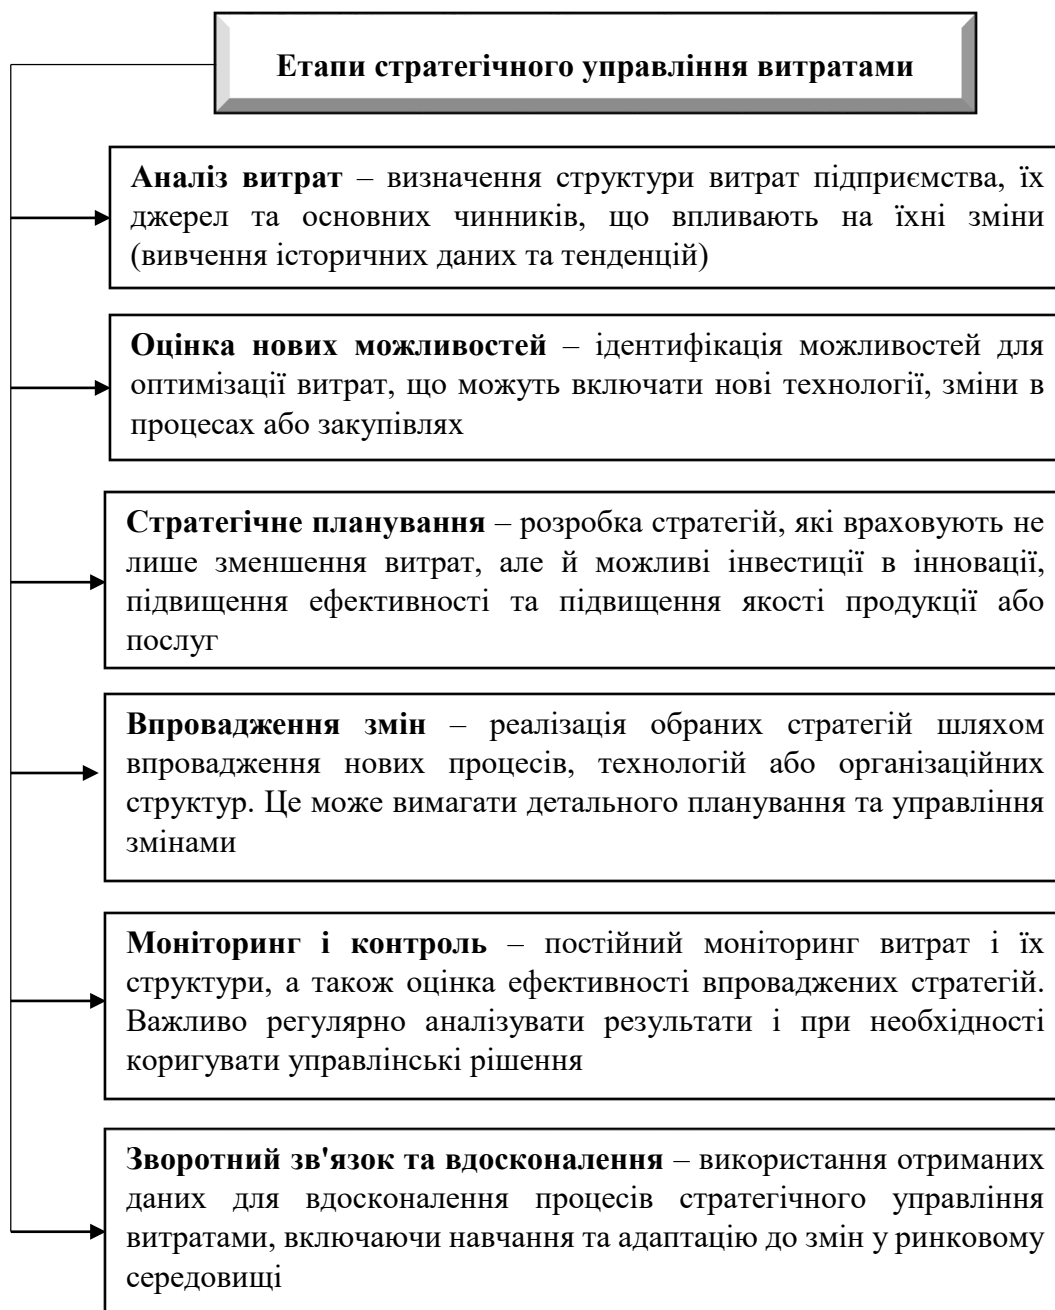 Етапи стратегічного управління витратами
Аналіз витрат – визначення структури витрат підприємства, їх
джерел та основних чинників, що впливають на їхні зміни
(вивчення історичних даних та тенденцій)
Оцінка нових можливостей – ідентифікація можливостей для
оптимізації витрат, що можуть включати нові технології, зміни в
процесах або закупівлях
Стратегічне планування – розробка стратегій, які враховують не
лише зменшення витрат, але й можливі інвестиції в інновації,
підвищення ефективності та підвищення якості продукції або
послуг
Впровадження змін – реалізація обраних стратегій шляхом
впровадження нових процесів, технологій або організаційних
структур. Це може вимагати детального планування та управління
змінами
Моніторинг і контроль – постійний моніторинг витрат і їх
структури, а також оцінка ефективності впроваджених стратегій.
Важливо регулярно аналізувати результати і при необхідності
коригувати управлінські рішення
Зворотний зв'язок та вдосконалення – використання отриманих
даних для вдосконалення процесів стратегічного управління
витратами, включаючи навчання та адаптацію до змін у ринковому
середовищі